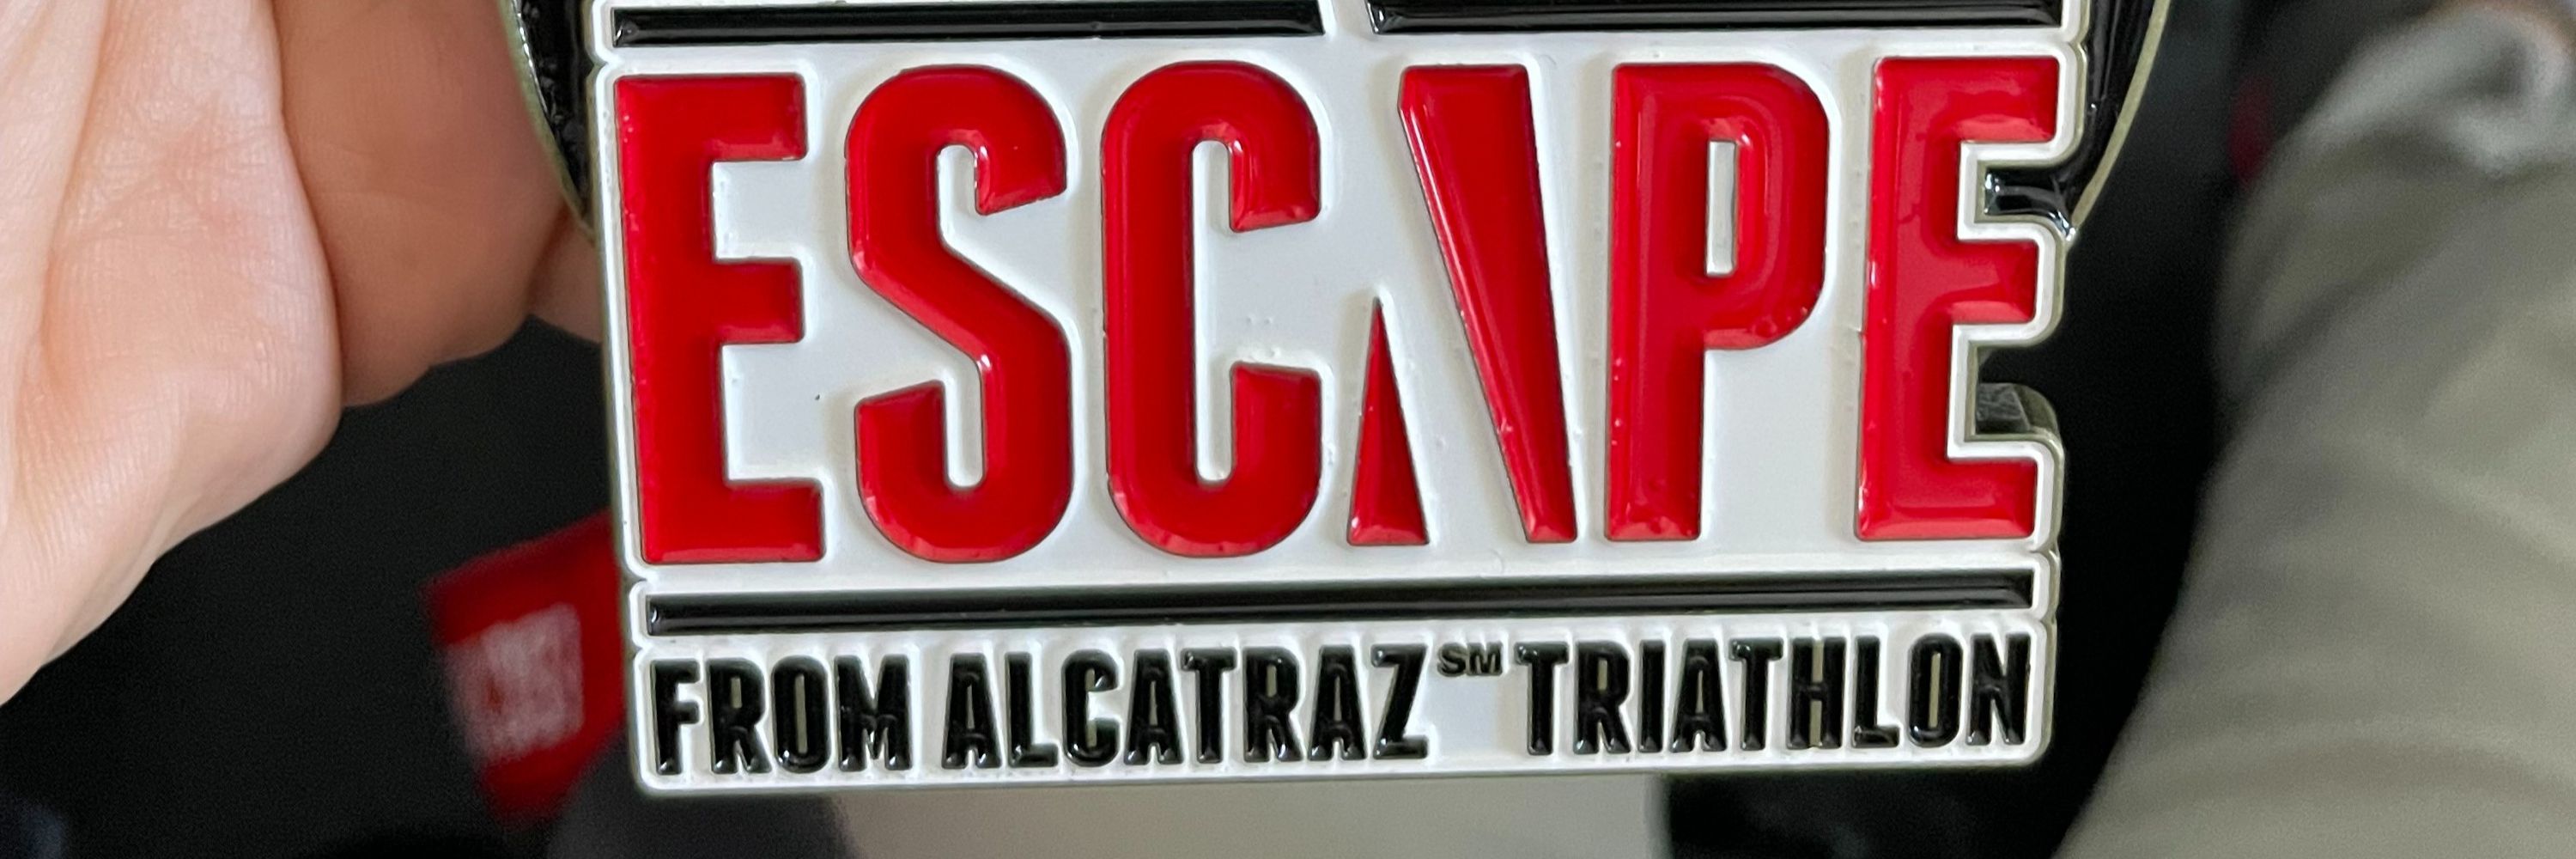 ESCAPE
FROM ALCATRAZ℠ TRIATHLON